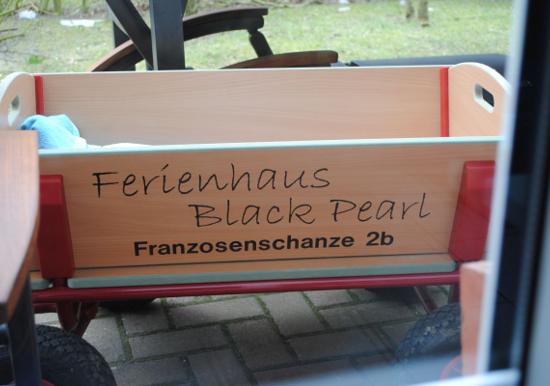 Ferienhaus
Black Pearl
Franzosenschanze 2b